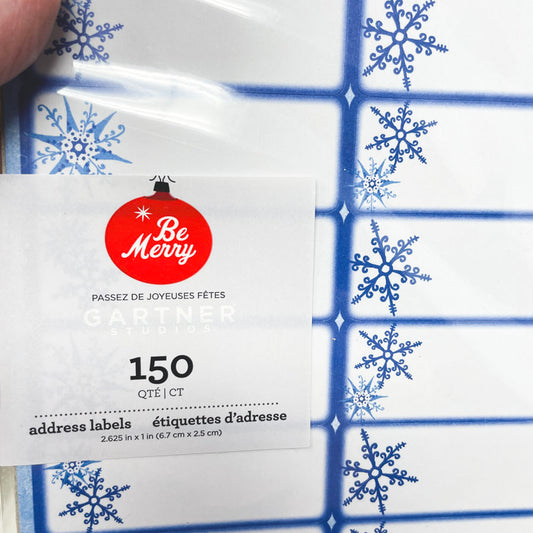 Be
Merry
PASSEZ DE JOYEUSES FÊTES
GARTNER
STUDIOS
150
QTÉ | CT
address labels étiquettes d'adresse
2.625 in x 1 in (6.7 cm x 2.5 cm)